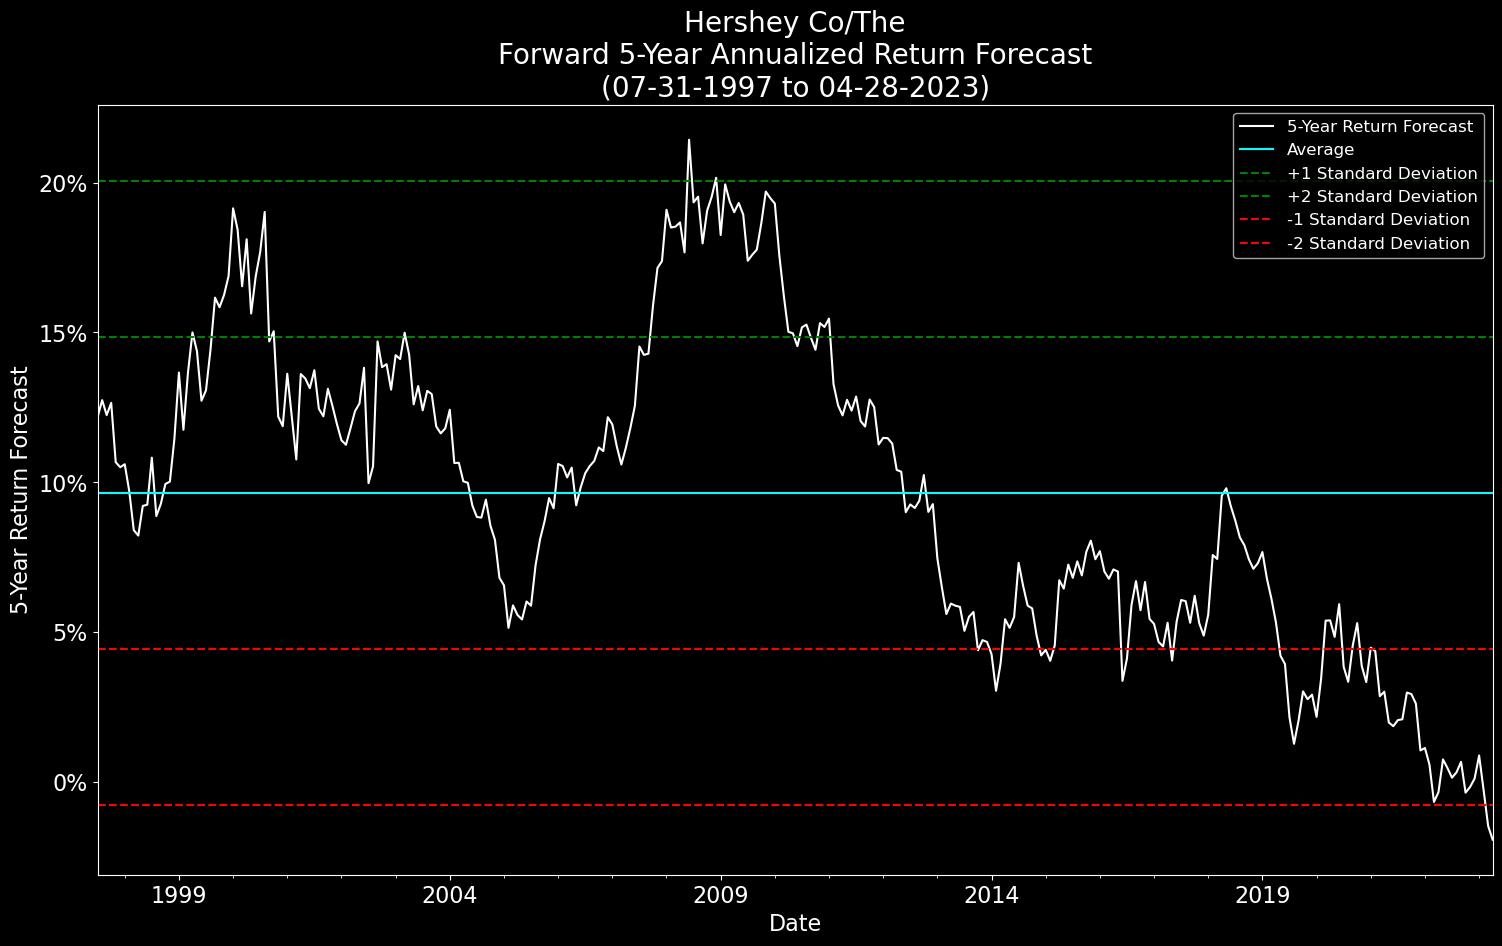 Hershey Co/The
Forward 5-Year Annualized Return Forecast
(07-31-1997 to 04-28-2023)
5-Year Return Forecast
Average
+1 Standard Deviation
+2 Standard Deviation
-1 Standard Deviation
-2 Standard Deviation
5-Year Return Forecast
20%
15%
10%
5%
0%
1999
2004
2009
2014
2019
Date